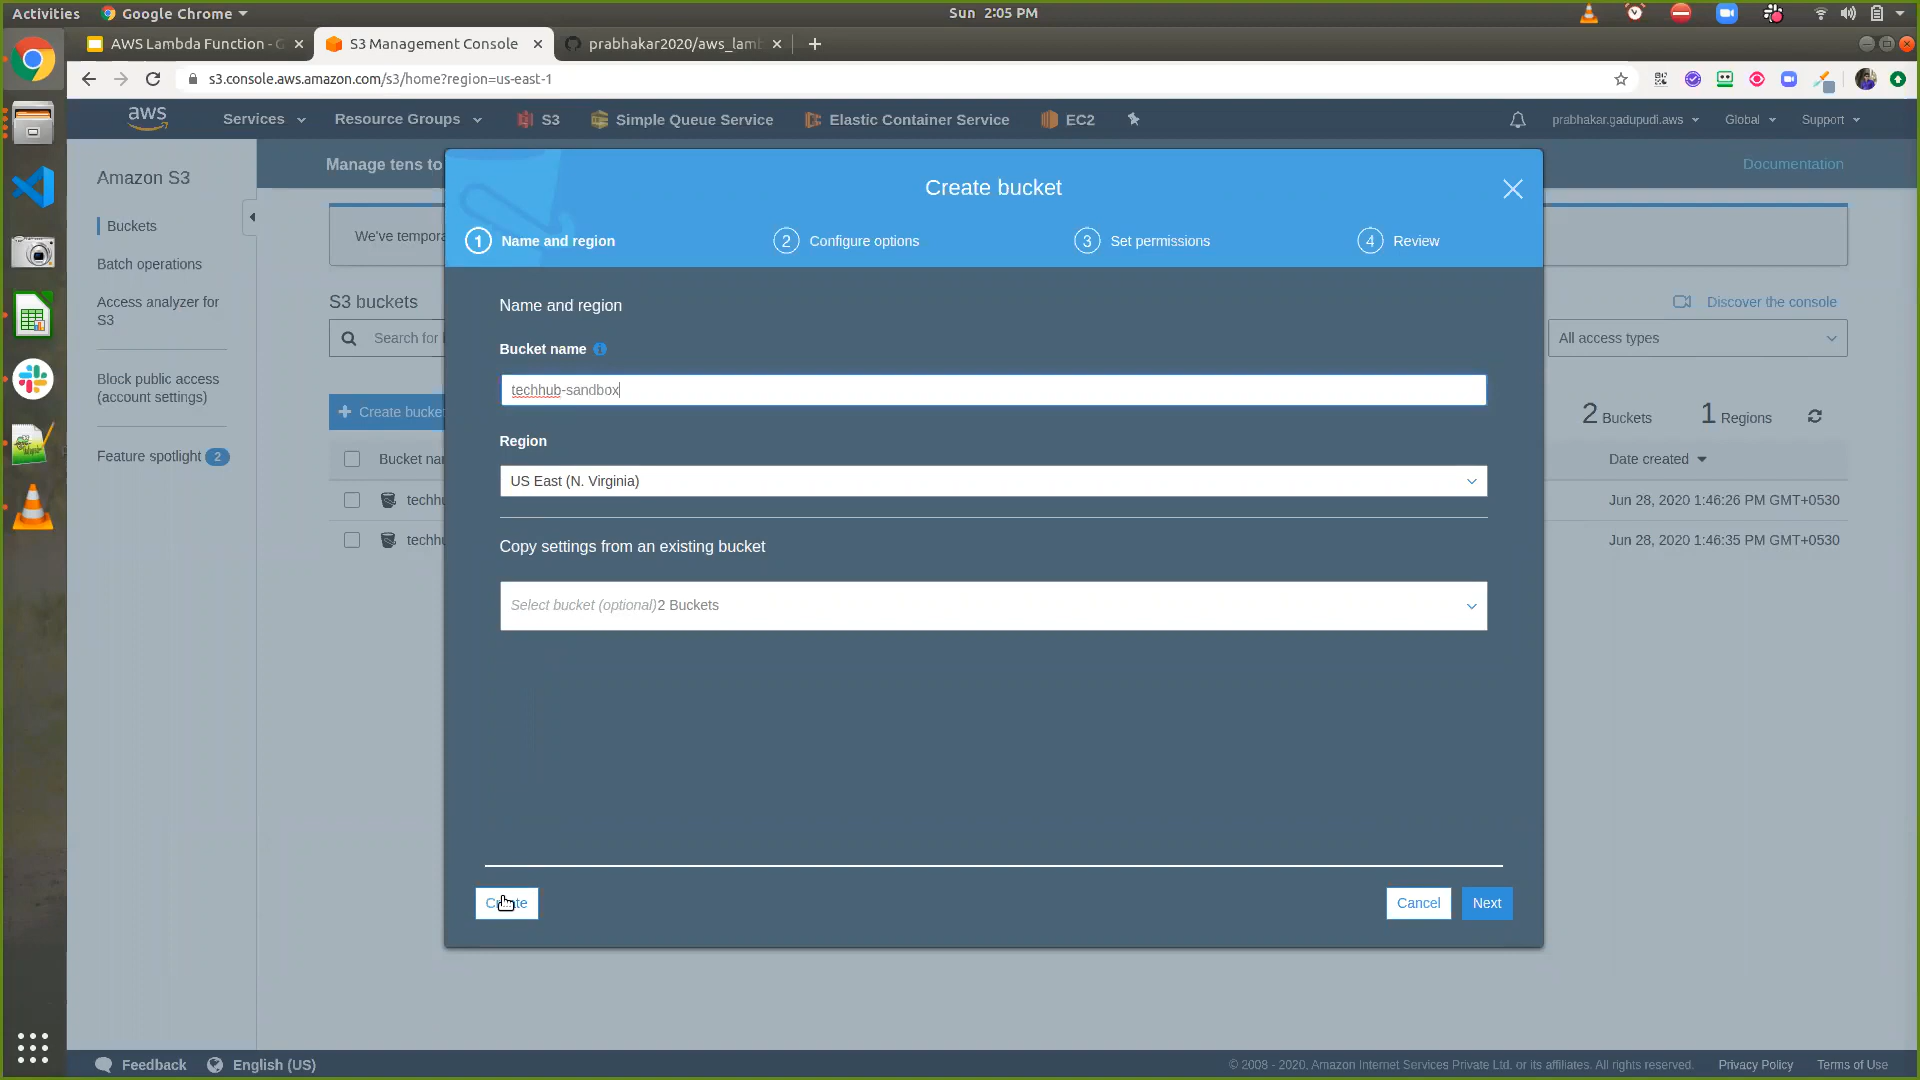 Activities
Google Chrome
Sun 2:05 PM
AWS Lambda Function - G
S3 Management Console
prabhakar2020/aws_lamb
s3.console.aws.amazon.com/s3/home?region=us-east-1
aws
Services
Resource Groups
S3
Simple Queue Service
Elastic Container Service
EC2
prabhakar.gadupudi.aws
Global
Support
Amazon S3
Manage tens to
Documentation
Create bucket
1 Name and region
2 Configure options
3 Set permissions
4 Review
Buckets
Batch operations
Access analyzer for
S3
Block public access
(account settings)
Feature spotlight 2
We've tempora
S3 buckets
Discover the console
Search for
All access types
Create bucke
2 Buckets
1 Regions
Bucket nar
Date created
techhu
Jun 28, 2020 1:46:26 PM GMT+0530
techhu
Jun 28, 2020 1:46:35 PM GMT+0530
Name and region
Bucket name
techhub-sandbox
Region
US East (N. Virginia)
Copy settings from an existing bucket
Select bucket (optional)2 Buckets
Create
Cancel
Next
Feedback
English (US)
© 2008 - 2020, Amazon Internet Services Private Ltd. or its affiliates. All rights reserved.
Privacy Policy
Terms of Use